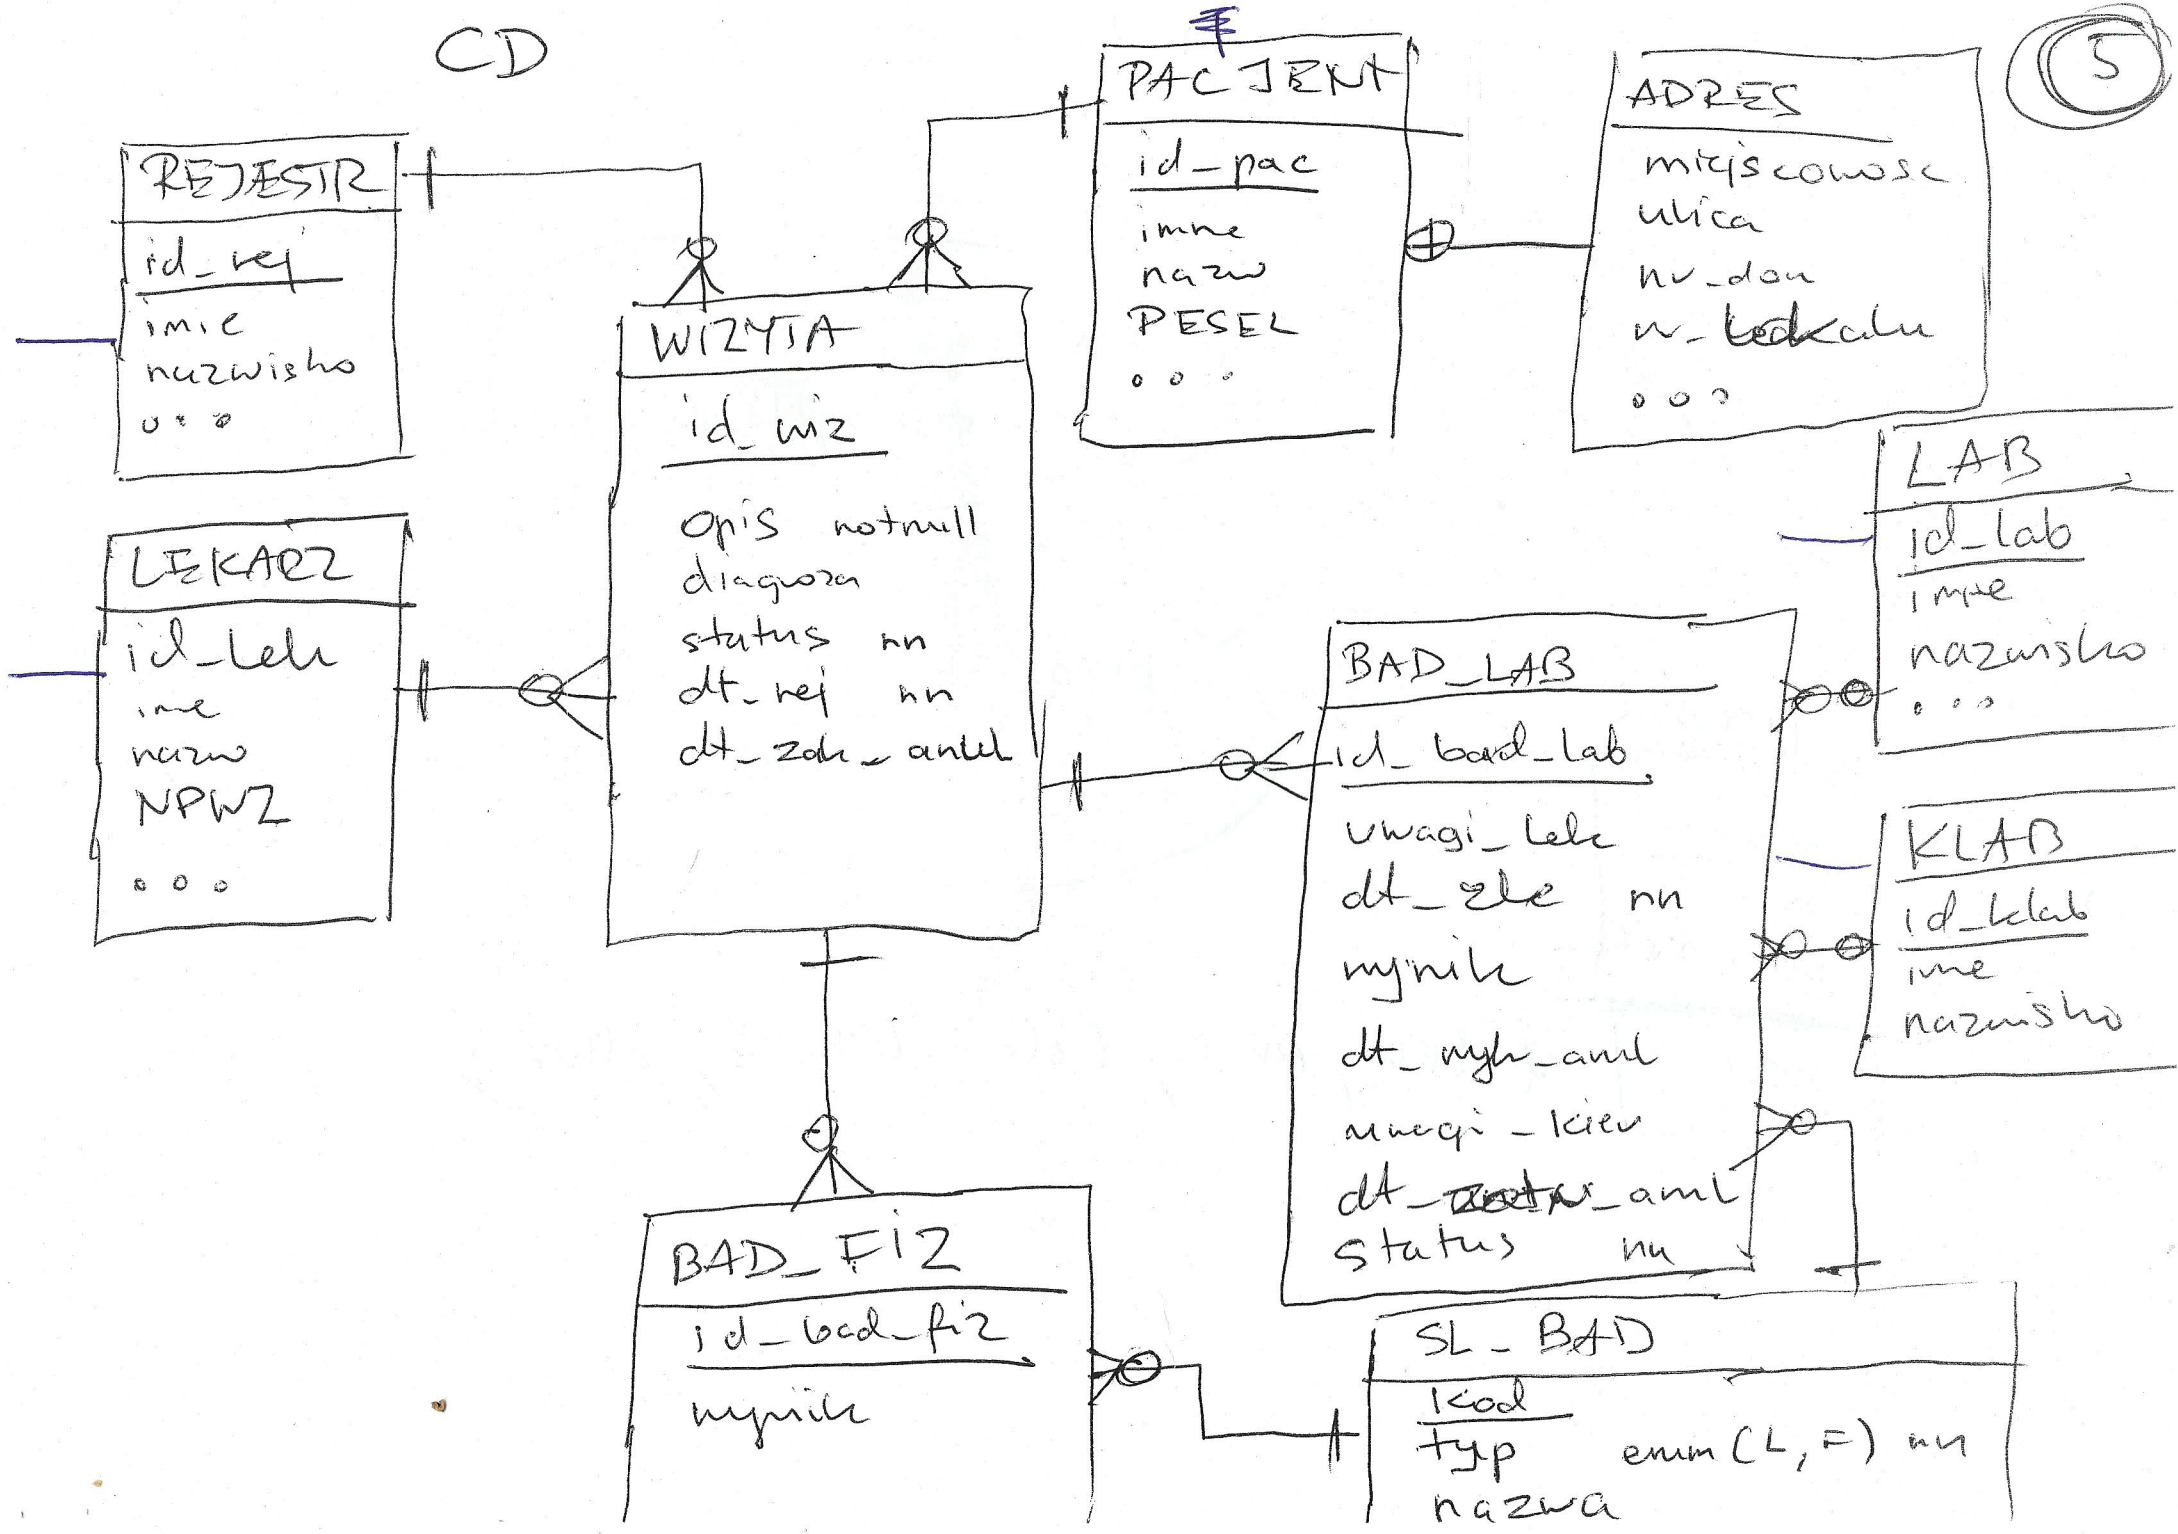 CD
5
PACJENT
id_pac
imie
nazw
PESEL
ADRES
miejscowosc
ulica
nr_dom
REJESTR
id_rej
imie
nazwisko
WIZYTA
id_wiz
opis notnull
diagnoza
status nn
dt_rej nn
dt_zak_anul
LEKARZ
id_lek
imie
nazw
NPWZ
LAB
id_lab
imie
nazwisko
KLAB
id_klab
imie
nazwisko
BAD_LAB
id_bad_lab
uwagi_lek
dt_zle nn
wynik
dt_wyk_anul
uwagi_kier
status nn
BAD_FIZ
id_bad_fiz
wynik
SL_BAD
kod
typ enum(L, F) nn
nazwa